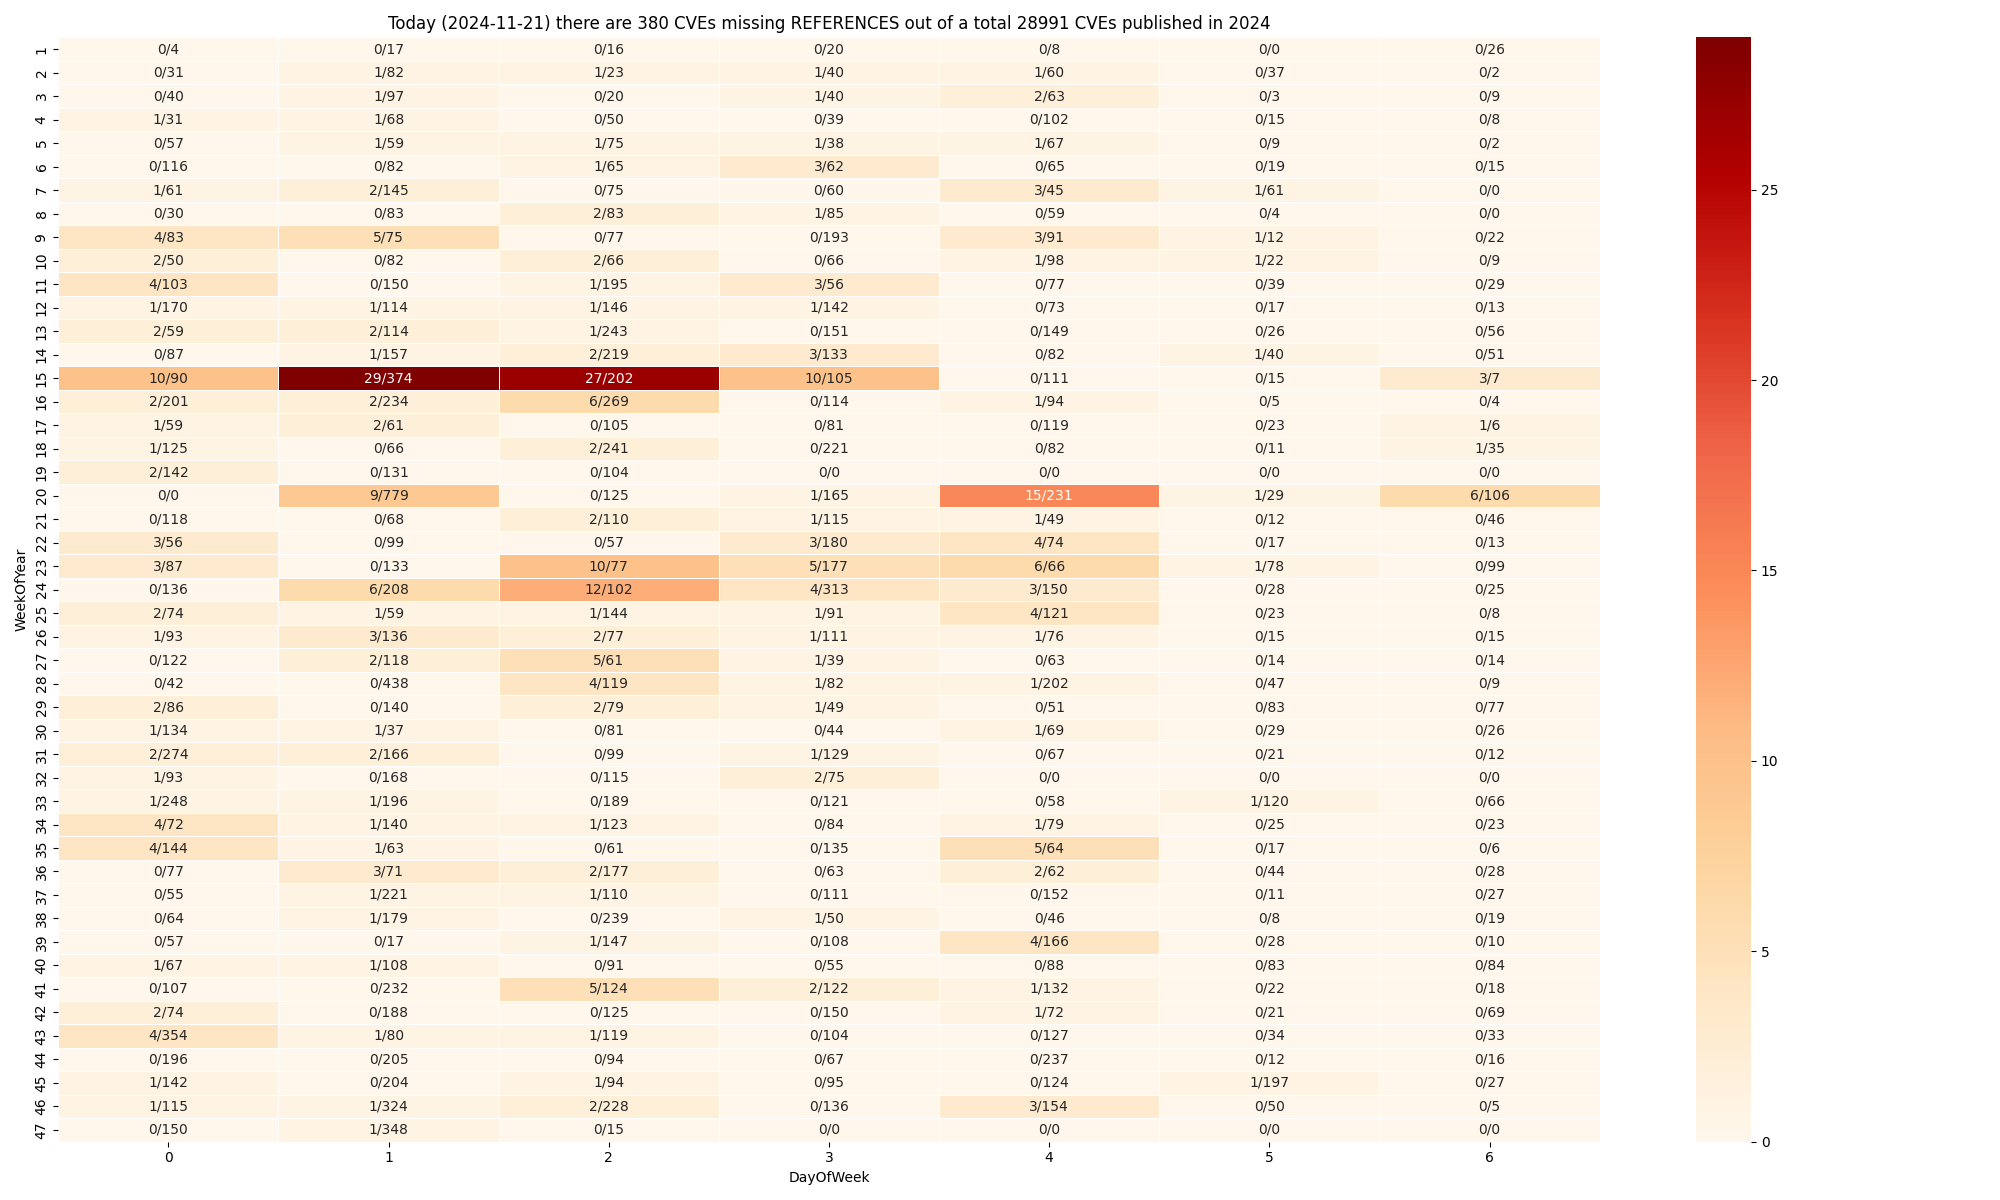 Today (2024-11-21) there are 380 CVEs missing REFERENCES out of a total 28991 CVEs published in 2024
1 0/4 0/17 0/16 0/20 0/8 0/0 0/26
2 0/31 1/82 1/23 1/40 1/60 0/37 0/2
3 0/40 1/97 0/20 1/40 2/63 0/3 0/9
4 1/31 1/68 0/50 0/39 0/102 0/15 0/8
5 0/57 1/59 1/75 1/38 1/67 0/9 0/2
6 0/116 0/82 1/65 3/62 0/65 0/19 0/15
7 1/61 2/145 0/75 0/60 3/45 1/61 0/0
8 0/30 0/83 2/83 1/85 0/59 0/4 0/0
9 4/83 5/75 0/77 0/193 3/91 1/12 0/22
10 2/50 0/82 2/66 0/66 1/98 1/22 0/9
11 4/103 0/150 1/195 3/56 0/77 0/39 0/29
12 1/170 1/114 1/146 1/142 0/73 0/17 0/13
13 2/59 2/114 1/243 0/151 0/149 0/26 0/56
14 0/87 1/157 2/219 3/133 0/82 1/40 0/51
15 10/90 29/374 27/202 10/105 0/111 0/15 3/7
16 2/201 2/234 6/269 0/114 1/94 0/5 0/4
17 1/59 2/61 0/105 0/81 0/119 0/23 1/6
18 1/125 0/66 2/241 0/221 0/82 0/11 1/35
19 2/142 0/131 0/104 0/0 0/0 0/0 0/0
20 0/0 9/779 0/125 1/165 15/231 1/29 6/106
21 0/118 0/68 2/110 1/115 1/49 0/12 0/46
22 3/56 0/99 0/57 3/180 4/74 0/17 0/13
23 3/87 0/133 10/77 5/177 6/66 1/78 0/99
24 0/136 6/208 12/102 4/313 3/150 0/28 0/25
25 2/74 1/59 1/144 1/91 4/121 0/23 0/8
26 1/93 3/136 2/77 1/111 1/76 0/15 0/15
27 0/122 2/118 5/61 1/39 0/63 0/14 0/14
28 0/42 0/438 4/119 1/82 1/202 0/47 0/9
29 2/86 0/140 2/79 1/49 0/51 0/83 0/77
30 1/134 1/37 0/81 0/44 1/69 0/29 0/26
31 2/274 2/166 0/99 1/129 0/67 0/21 0/12
32 1/93 0/168 0/115 2/75 0/0 0/0 0/0
33 1/248 1/196 0/189 0/121 0/58 1/120 0/66
34 4/72 1/140 1/123 0/84 1/79 0/25 0/23
35 4/144 1/63 0/61 0/135 5/64 0/17 0/6
36 0/77 3/71 2/177 0/63 2/62 0/44 0/28
37 0/55 1/221 1/110 0/111 0/152 0/11 0/27
38 0/64 1/179 0/239 1/50 0/46 0/8 0/19
39 0/57 0/17 1/147 0/108 4/166 0/28 0/10
40 1/67 1/108 0/91 0/55 0/88 0/83 0/84
41 0/107 0/232 5/124 2/122 1/132 0/22 0/18
42 2/74 0/188 0/125 0/150 1/72 0/21 0/69
43 4/354 1/80 1/119 0/104 0/127 0/34 0/33
44 0/196 0/205 0/94 0/67 0/237 0/12 0/16
45 1/142 0/204 1/94 0/95 0/124 1/197 0/27
46 1/115 1/324 2/228 0/136 3/154 0/50 0/5
47 0/150 1/348 0/15 0/0 0/0 0/0 0/0
0 1 2 3 4 5 6
DayOfWeek
WeekOfYear
25
20
15
10
5
0